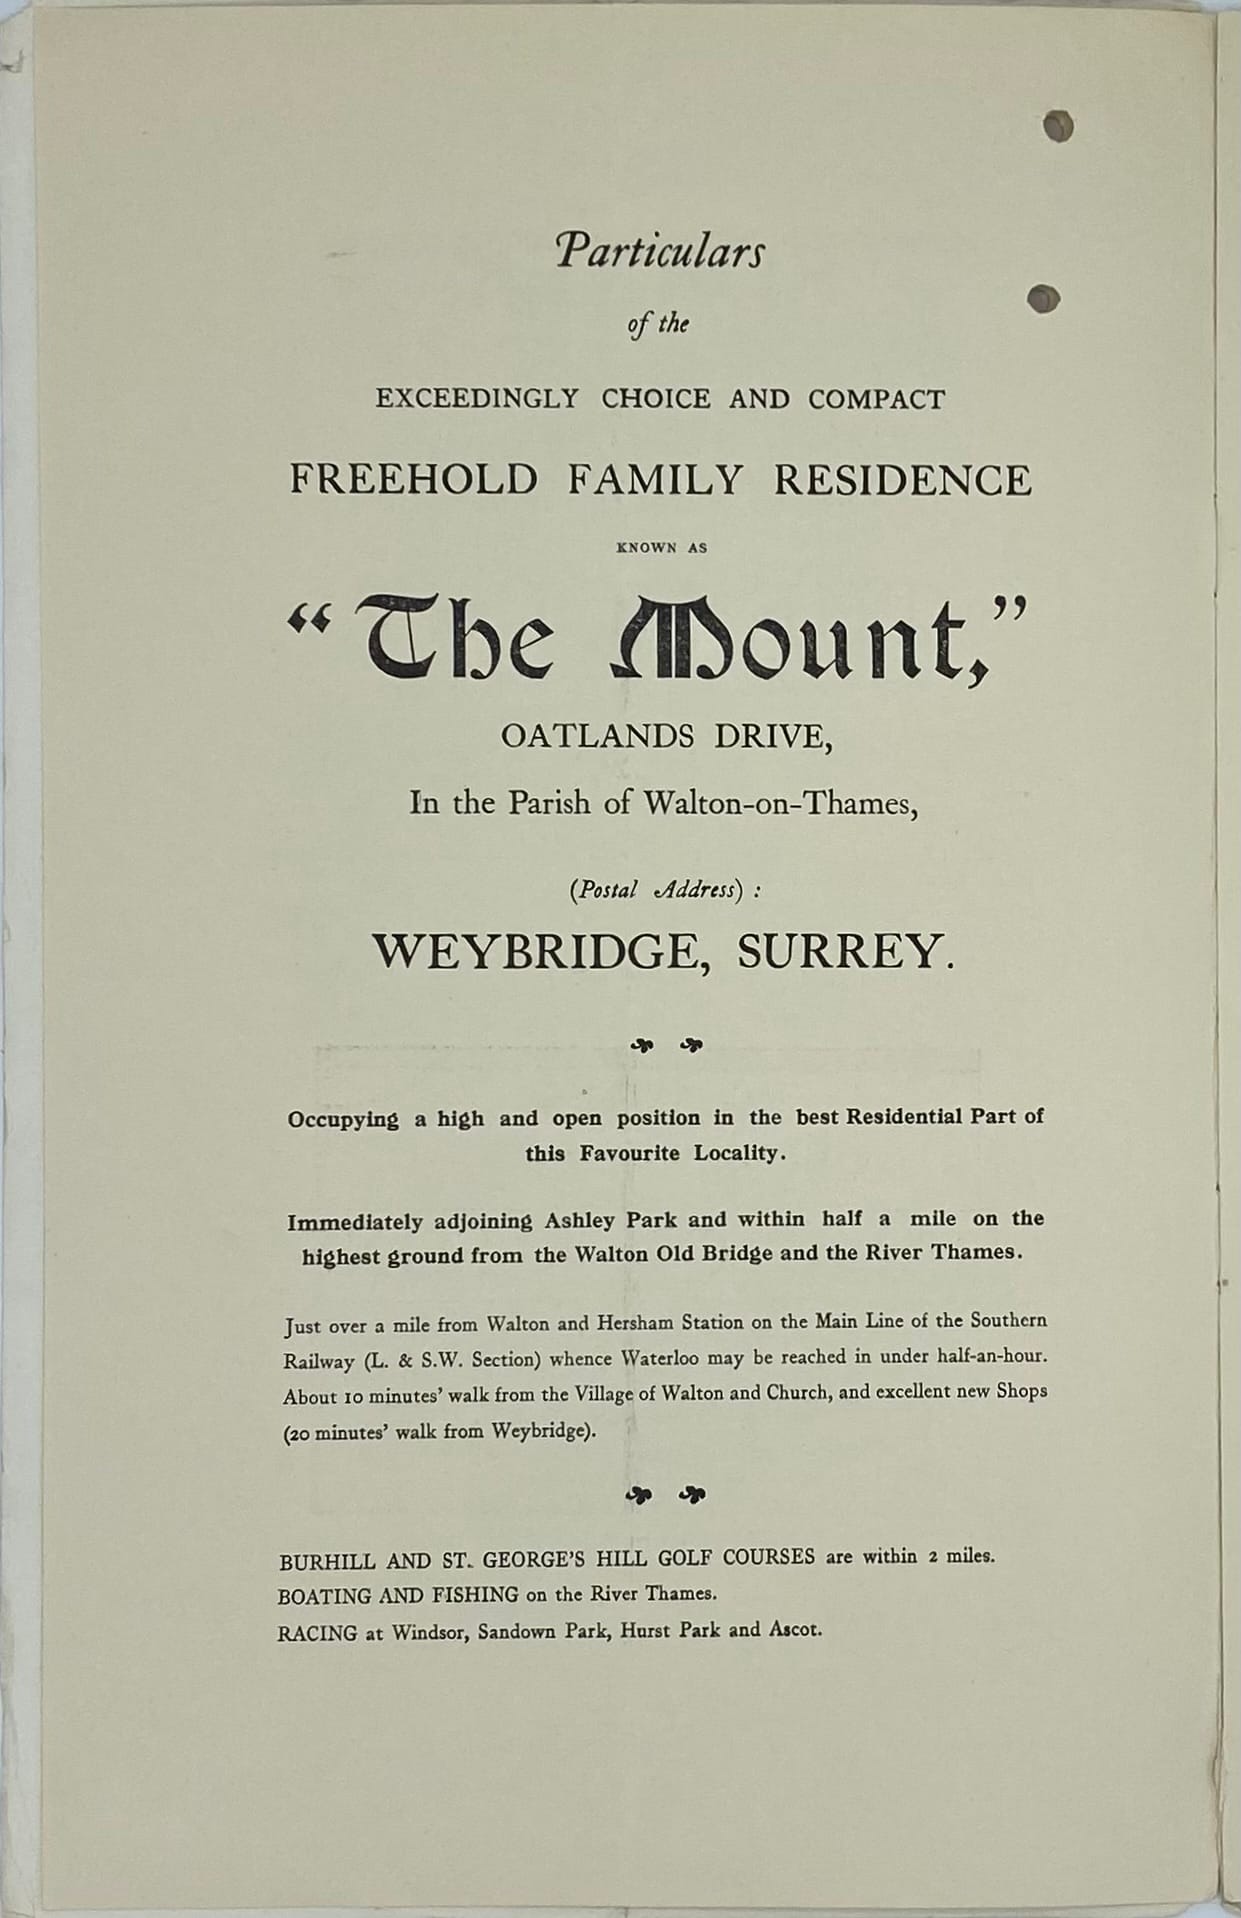 Particulars
of the
EXCEEDINGLY CHOICE AND COMPACT
FREEHOLD FAMILY RESIDENCE
KNOWN AS
“The Mount,”
OATLANDS DRIVE,
In the Parish of Walton-on-Thames,
(Postal Address) :
WEYBRIDGE, SURREY.
Occupying a high and open position in the best Residential Part of
this Favourite Locality.
Immediately adjoining Ashley Park and within half a mile on the
highest ground from the Walton Old Bridge and the River Thames.
Just over a mile from Walton and Hersham Station on the Main Line of the Southern
Railway (L. & S.W. Section) whence Waterloo may be reached in under half-an-hour.
About 10 minutes’ walk from the Village of Walton and Church, and excellent new Shops
(20 minutes’ walk from Weybridge).
BURHILL AND ST. GEORGE’S HILL GOLF COURSES are within 2 miles.
BOATING AND FISHING on the River Thames.
RACING at Windsor, Sandown Park, Hurst Park and Ascot.